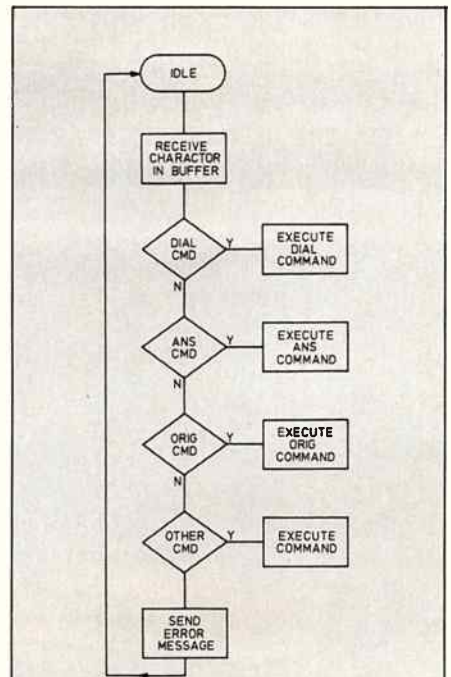 IDLE
RECEIVE
CHARACTOR
IN BUFFER
DIAL
CMD
Y
EXECUTE
DIAL
COMMAND
N
ANS
CMD
Y
EXECUTE
ANS
COMMAND
N
ORIG
CMD
Y
EXECUTE
ORIG
COMMAND
N
OTHER
CMD
Y
EXECUTE
COMMAND
SEND
ERROR
MESSAGE